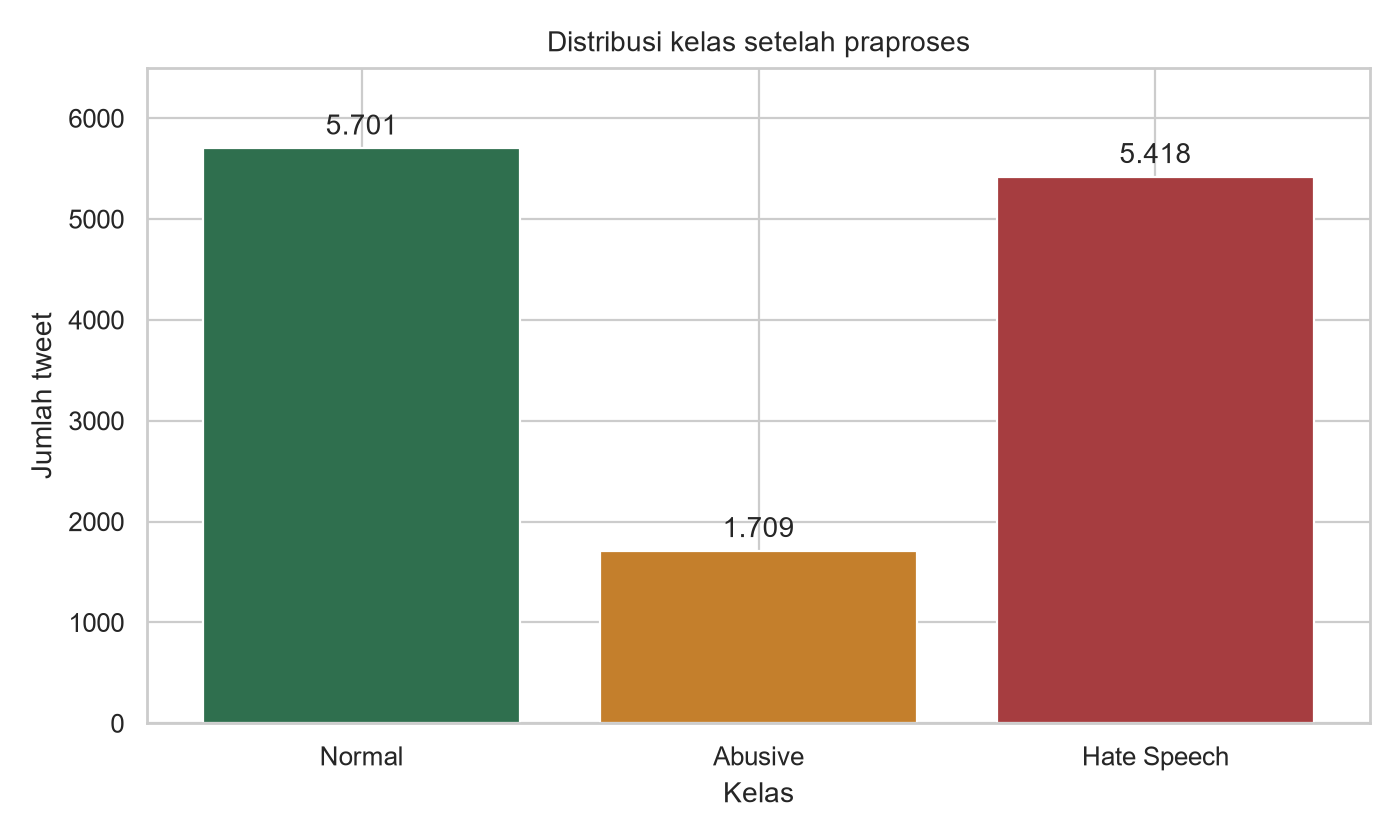 Distribusi kelas setelah praproses
Jumlah tweet
6000
5000
4000
3000
2000
1000
0
5.701
1.709
5.418
Normal
Abusive
Hate Speech
Kelas